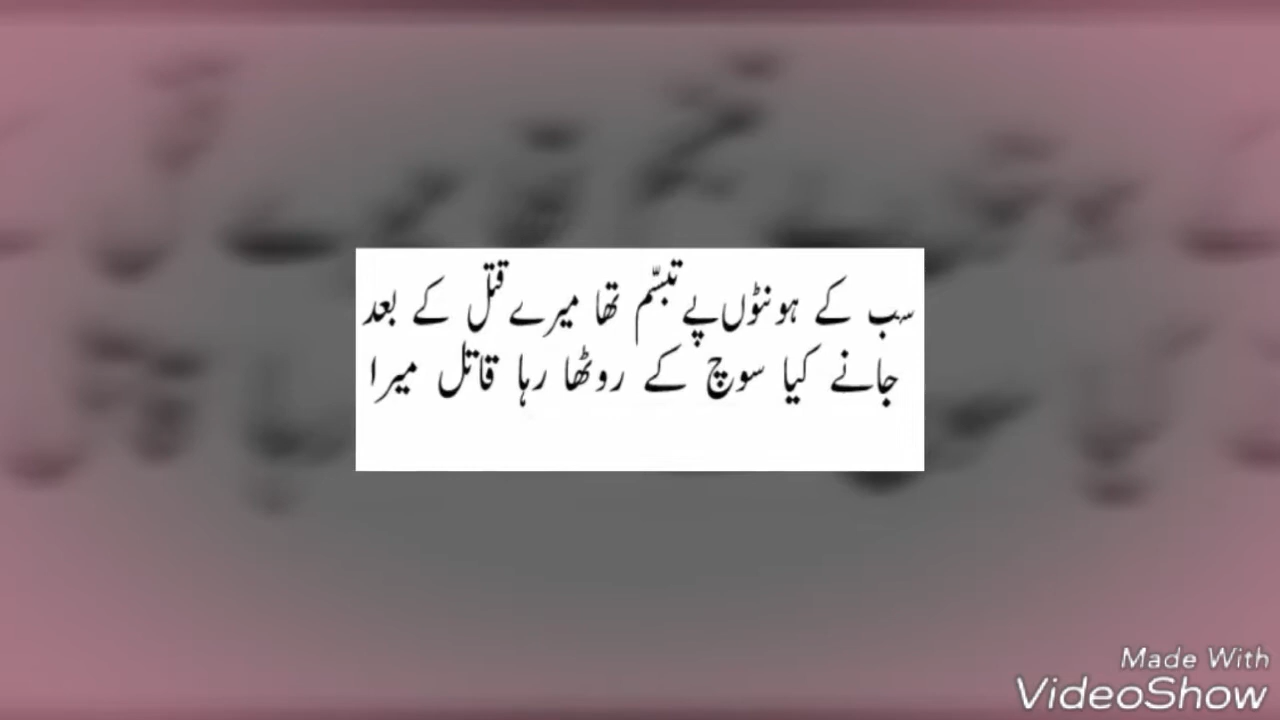 سب کے ہونٹوں پے تبسّم تھا میرے قتل کے بعد
جانے کیا سوچ کے روٹھا رہا قاتل میرا
Made With
VideoShow